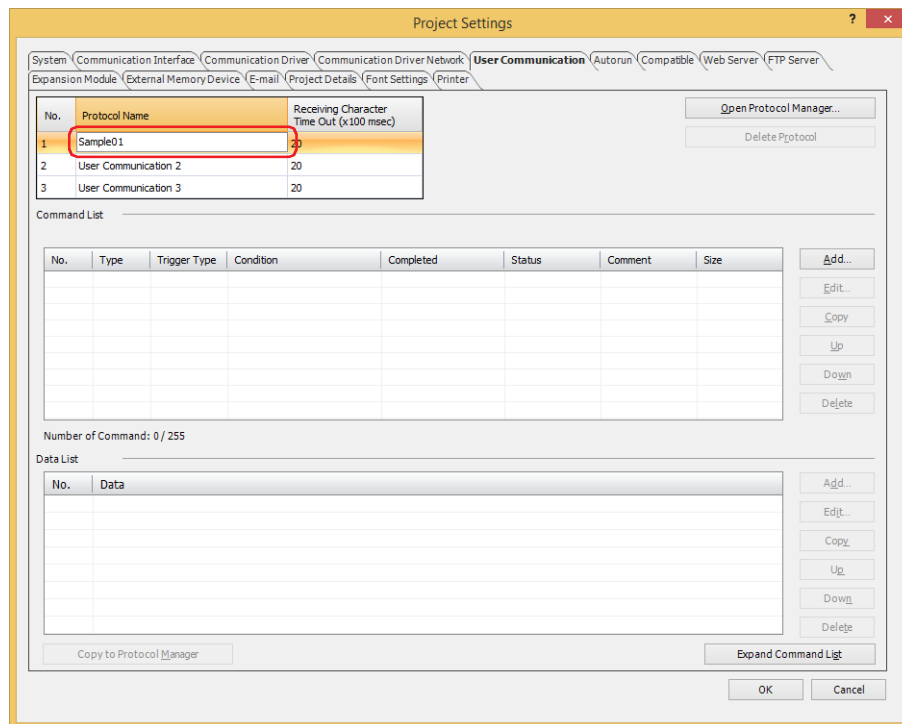 Project Settings
? ×
System Communication Interface Communication Driver Communication Driver Network User Communication Autorun Compatible Web Server FTP Server
Expansion Module External Memory Device E-mail Project Details Font Settings Printer
No. Protocol Name Receiving Character Time Out (x100 msec)
1 Sample01 20
2 User Communication 2 20
3 User Communication 3 20
Open Protocol Manager...
Delete Protocol
Command List
No. Type Trigger Type Condition Completed Status Comment Size
Add...
Edit...
Copy
Up
Down
Delete
Number of Command: 0 / 255
Data List
No. Data
Add...
Edit...
Copy
Up
Down
Delete
Copy to Protocol Manager
Expand Command List
OK Cancel